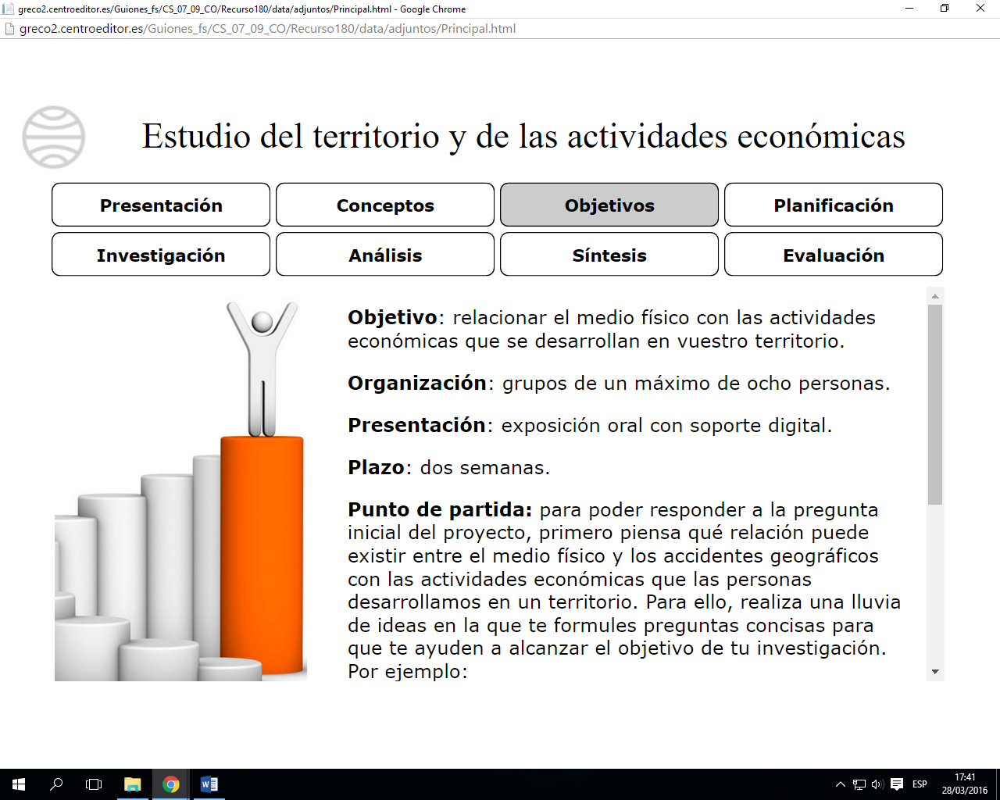 greco2.centroeditor.es/Guiones_fs/CS_07_09_CO/Recurso180/data/adjuntos/Principal.html - Google Chrome
greco2.centroeditor.es/Guiones_fs/CS_07_09_CO/Recurso180/data/adjuntos/Principal.html
Estudio del territorio y de las actividades económicas
Presentación Conceptos Objetivos Planificación
Investigación Análisis Síntesis Evaluación
Objetivo: relacionar el medio físico con las actividades
económicas que se desarrollan en vuestro territorio.
Organización: grupos de un máximo de ocho personas.
Presentación: exposición oral con soporte digital.
Plazo: dos semanas.
Punto de partida: para poder responder a la pregunta
inicial del proyecto, primero piensa qué relación puede
existir entre el medio físico y los accidentes geográficos
con las actividades económicas que las personas
desarrollamos en un territorio. Para ello, realiza una lluvia
de ideas en la que te formules preguntas concisas para
que te ayuden a alcanzar el objetivo de tu investigación.
Por ejemplo:
ESP
17:41
28/03/2016